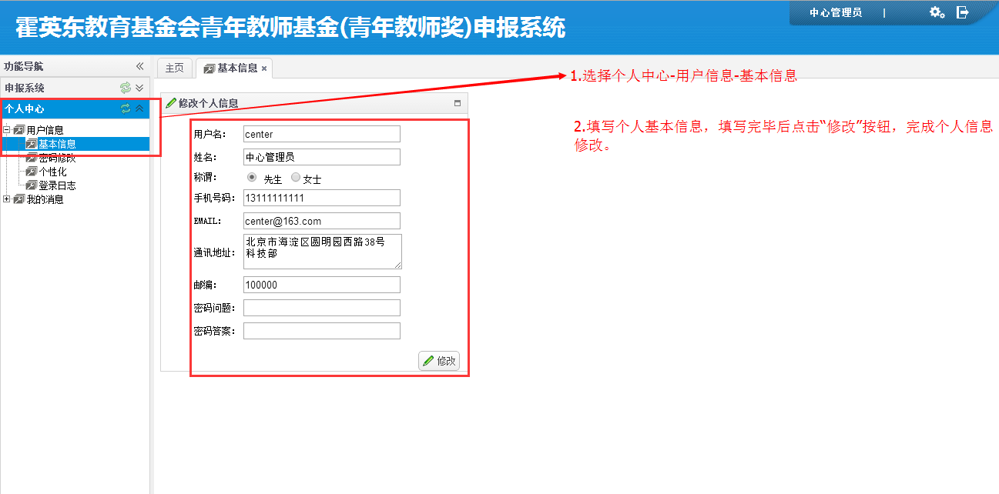 霍英东教育基金会青年教师基金(青年教师奖)申报系统
中心管理员 |
功能导航
申报系统
个人中心
用户信息
基本信息
密码修改
个性化
登录日志
我的消息
主页
基本信息
修改个人信息
用户名: center
姓名: 中心管理员
称谓: 先生 女士
手机号码: 13111111111
EMAIL: center@163.com
通讯地址: 北京市海淀区圆明园西路38号
科技部
邮编: 100000
密码问题:
密码答案:
修改
1.选择个人中心-用户信息-基本信息
2.填写个人基本信息，填写完毕后点击“修改”按钮，完成个人信息
修改。